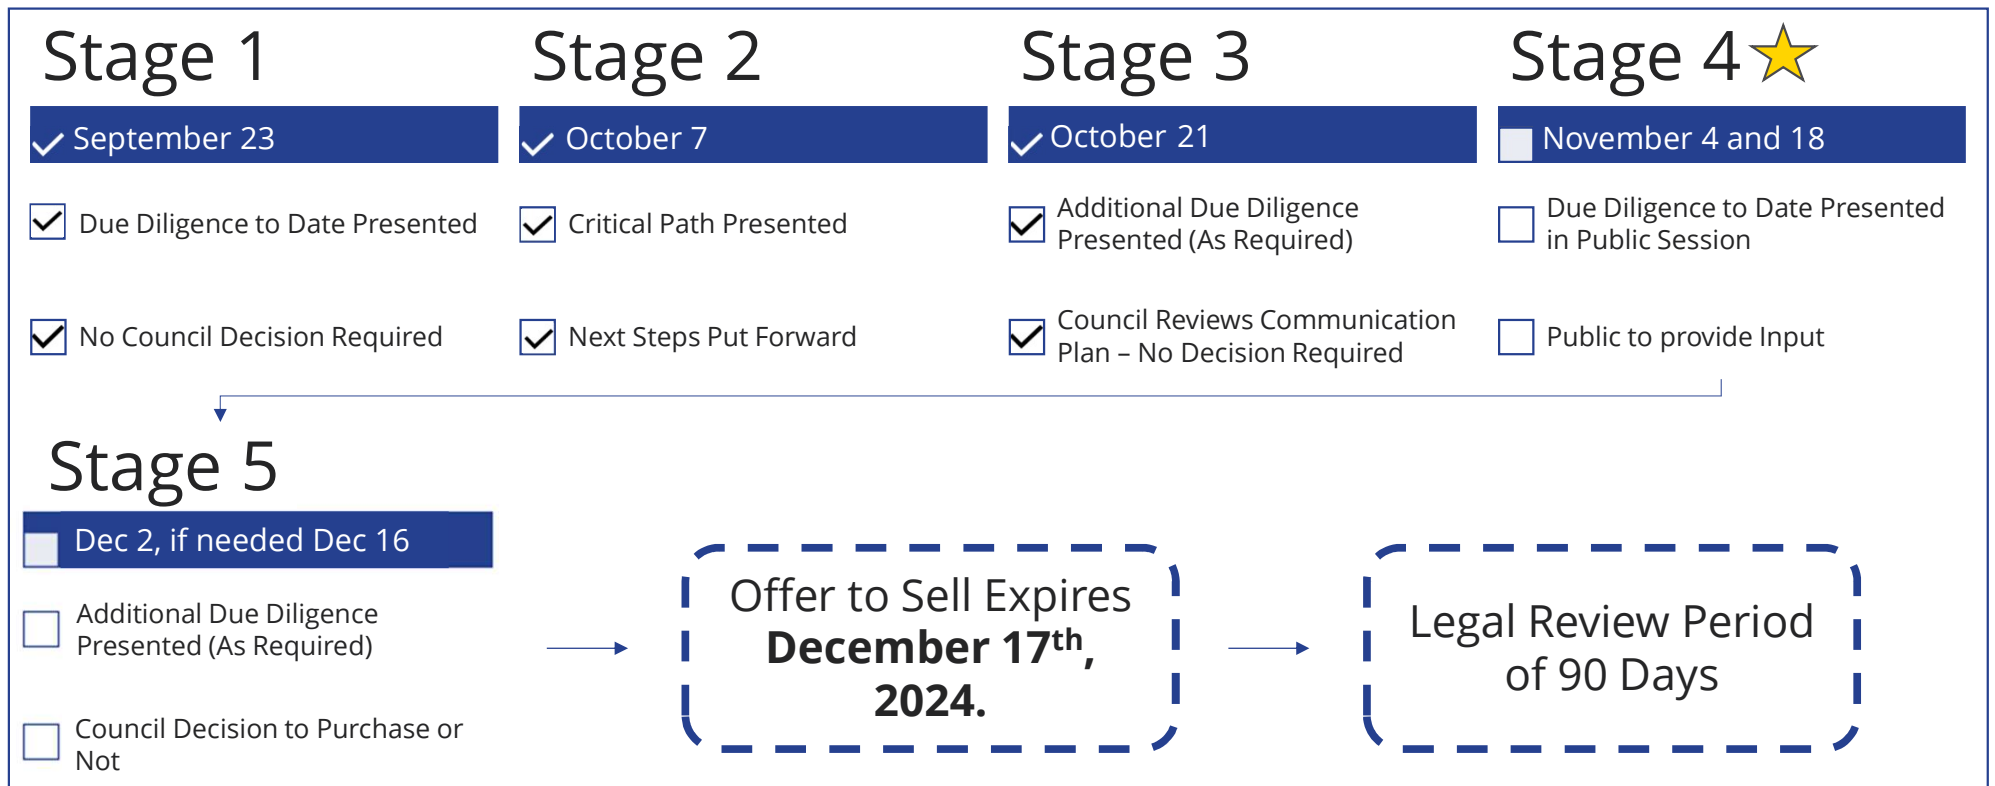 Stage 1
September 23
Due Diligence to Date Presented
No Council Decision Required
Stage 2
October 7
Critical Path Presented
Next Steps Put Forward
Stage 3
October 21
Additional Due Diligence
Presented (As Required)
Council Reviews Communication
Plan – No Decision Required
Stage 4
November 4 and 18
Due Diligence to Date Presented
in Public Session
Public to provide Input
Stage 5
Dec 2, if needed Dec 16
Additional Due Diligence
Presented (As Required)
Council Decision to Purchase or
Not
Offer to Sell Expires
December 17th,
2024.
Legal Review Period
of 90 Days